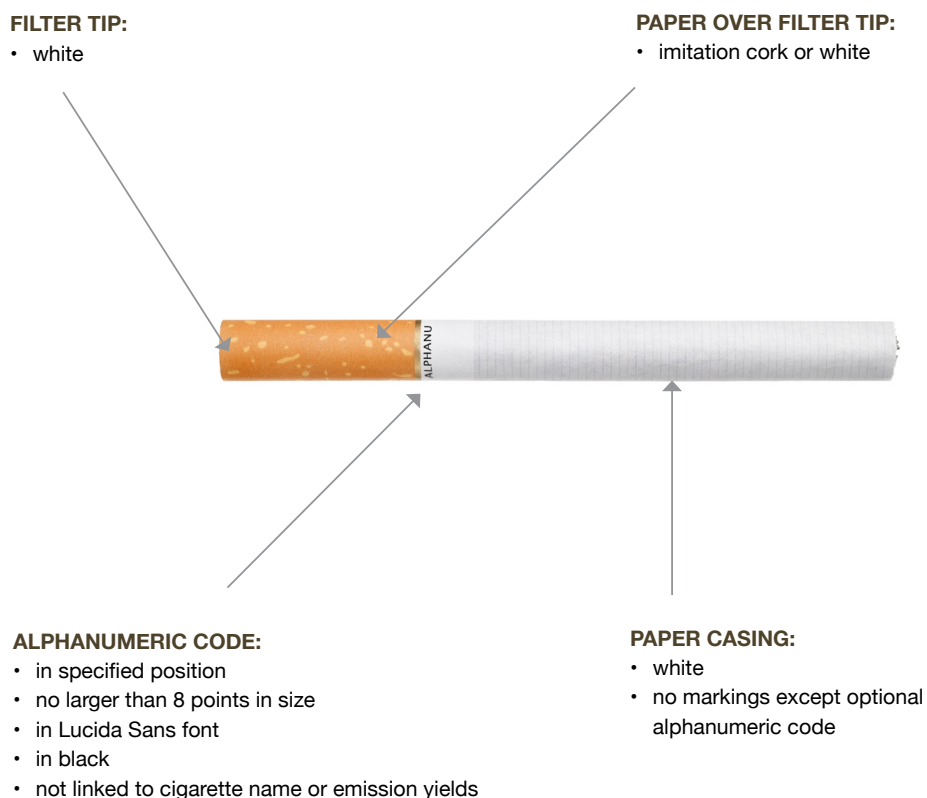 FILTER TIP:
• white
PAPER OVER FILTER TIP:
• imitation cork or white
ALPHANU
ALPHANUMERIC CODE:
• in specified position
• no larger than 8 points in size
• in Lucida Sans font
• in black
• not linked to cigarette name or emission yields
PAPER CASING:
• white
• no markings except optional
alphanumeric code